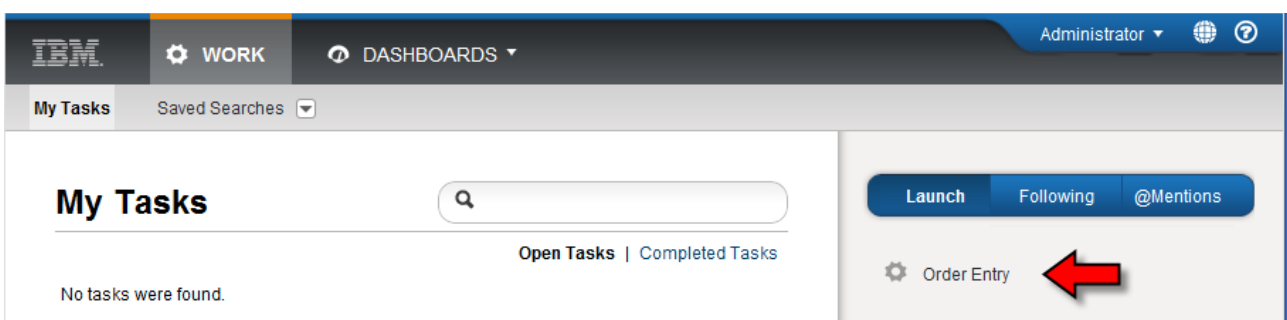 Administrator
IBM. WORK DASHBOARDS
My Tasks Saved Searches
My Tasks
Launch Following @Mentions
Open Tasks | Completed Tasks
Order Entry
No tasks were found.